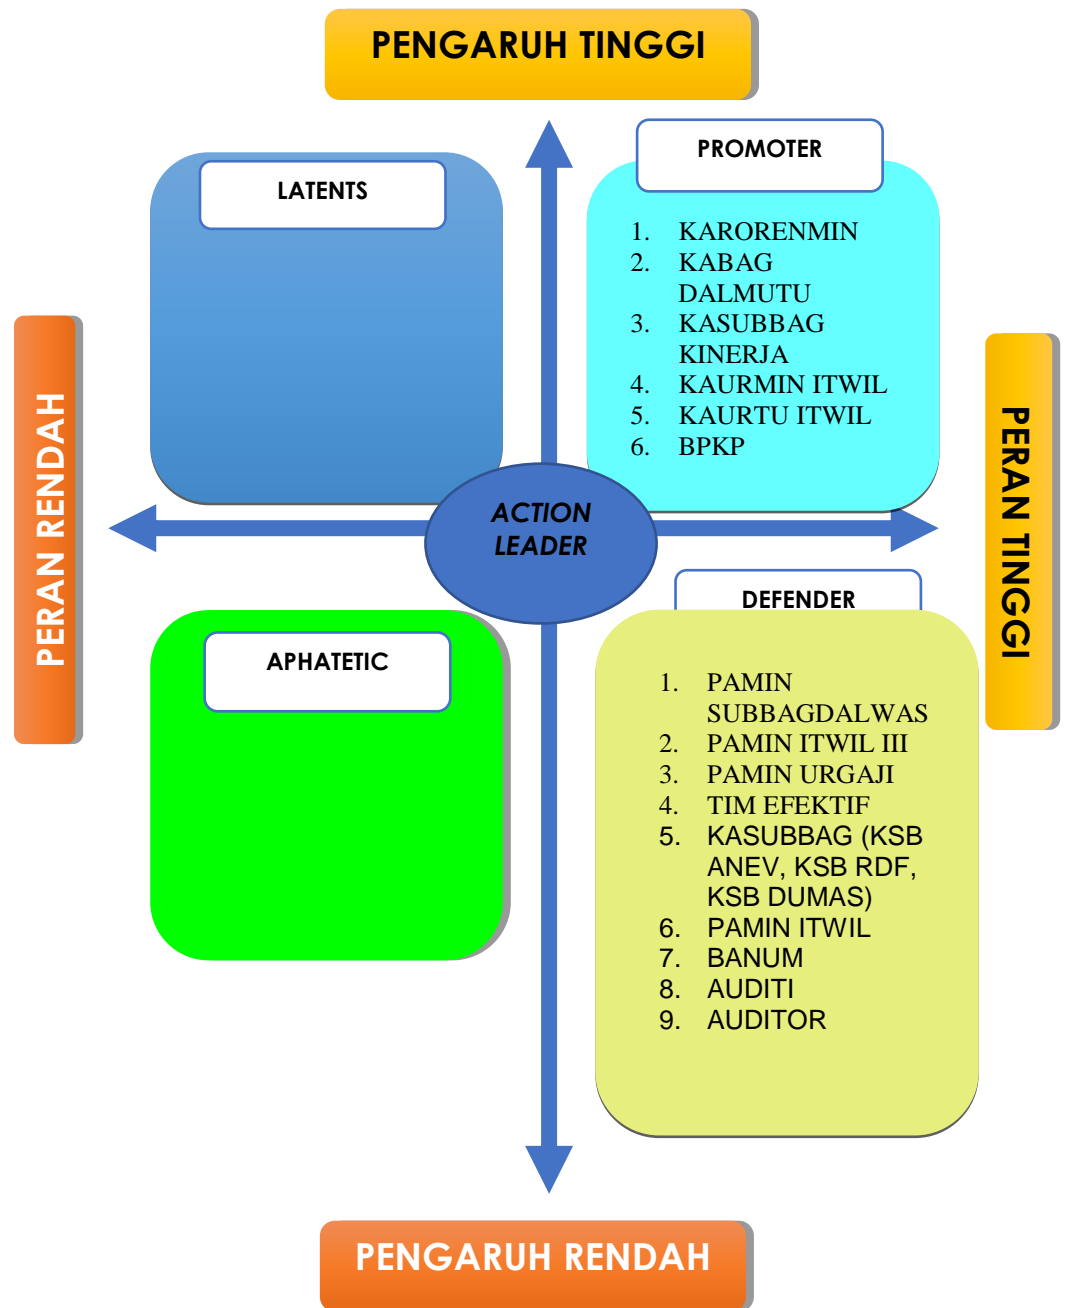 PENGARUH TINGGI
PROMOTER
LATENTS
1. KARORENMIN
2. KABAG
DALMUTU
3. KASUBBAG
KINERJA
4. KAURMIN ITWIL
5. KAURTU ITWIL
6. BPKP
PERAN RENDAH
PERAN TINGGI
ACTION
LEADER
DEFENDER
APHATETIC
1. PAMIN
SUBBAGDALWAS
2. PAMIN ITWIL III
3. PAMIN URGAJI
4. TIM EFEKTIF
5. KASUBBAG (KSB
ANEV, KSB RDF,
KSB DUMAS)
6. PAMIN ITWIL
7. BANUM
8. AUDITI
9. AUDITOR
PENGARUH RENDAH